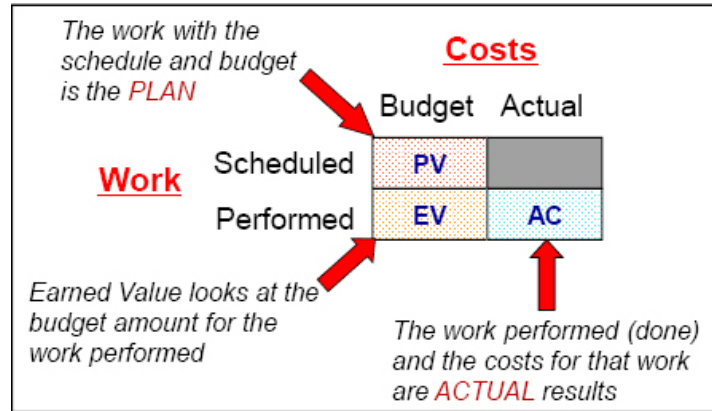 The work with the
schedule and budget
is the PLAN
Costs
Budget Actual
Work
Scheduled PV
Performed EV AC
Earned Value looks at the
budget amount for the
work performed
The work performed (done)
and the costs for that work
are ACTUAL results